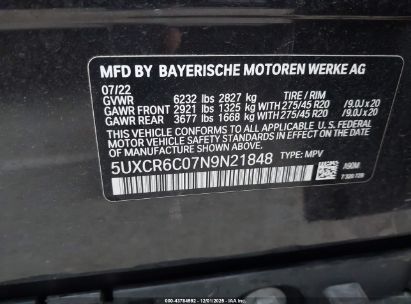 MFD BY BAYERISCHE MOTOREN WERKE AG
07/22
GVWR 6232 lbs 2827 kg TIRE / RIM
GAWR FRONT 2921 lbs 1325 kg WITH 275/45 R20 /9.0J x 20
GAWR REAR 3677 lbs 1668 kg WITH 275/45 R20 /9.0J x 20
THIS VEHICLE CONFORMS TO ALL APPLICABLE U.S. FEDERAL
MOTOR VEHICLE SAFETY STANDARDS IN EFFECT ON THE DATE OF
MANUFACTURE SHOWN ABOVE.
5UXCR6C07N9N21848 TYPE: MPV
A90M